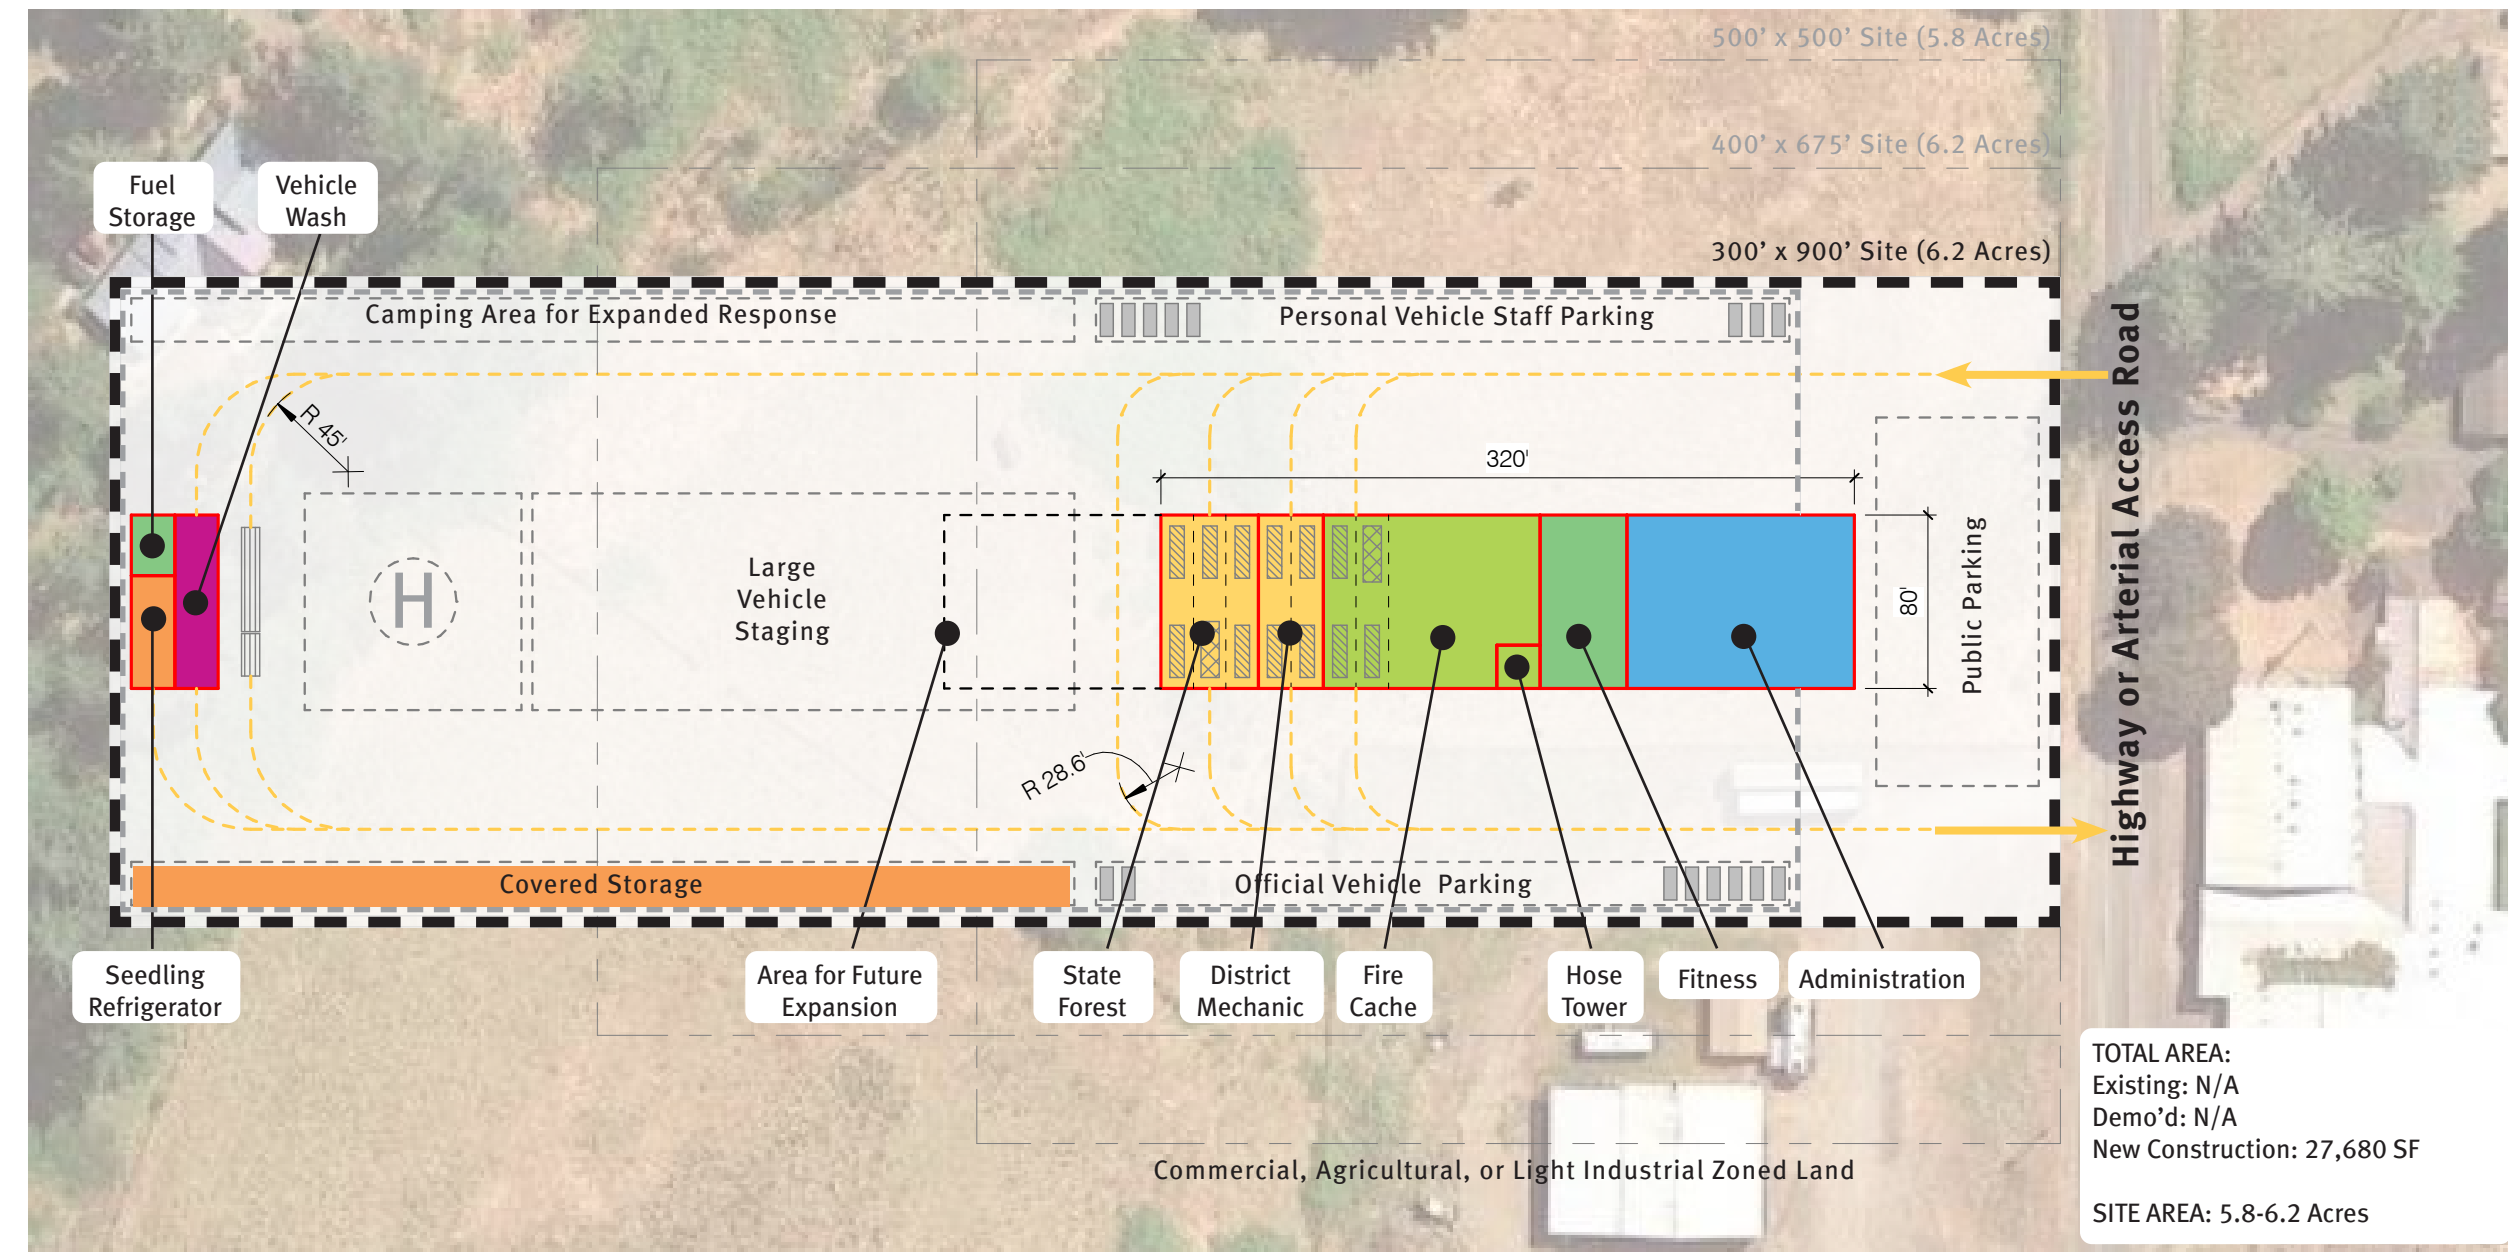 500’ x 500’ Site (5.8 Acres)
400’ x 675’ Site (6.2 Acres)
300’ x 900’ Site (6.2 Acres)
Fuel
Storage
Vehicle
Wash
Camping Area for Expanded Response
Personal Vehicle Staff Parking
R 45'
320'
80'
H
Large
Vehicle
Staging
Public Parking
Highway or Arterial Access Road
R 28.6'
Covered Storage
Official Vehicle Parking
Seedling
Refrigerator
Area for Future
Expansion
State
Forest
District
Mechanic
Fire
Cache
Hose
Tower
Fitness
Administration
Commercial, Agricultural, or Light Industrial Zoned Land
TOTAL AREA:
Existing: N/A
Demo’d: N/A
New Construction: 27,680 SF
SITE AREA: 5.8-6.2 Acres